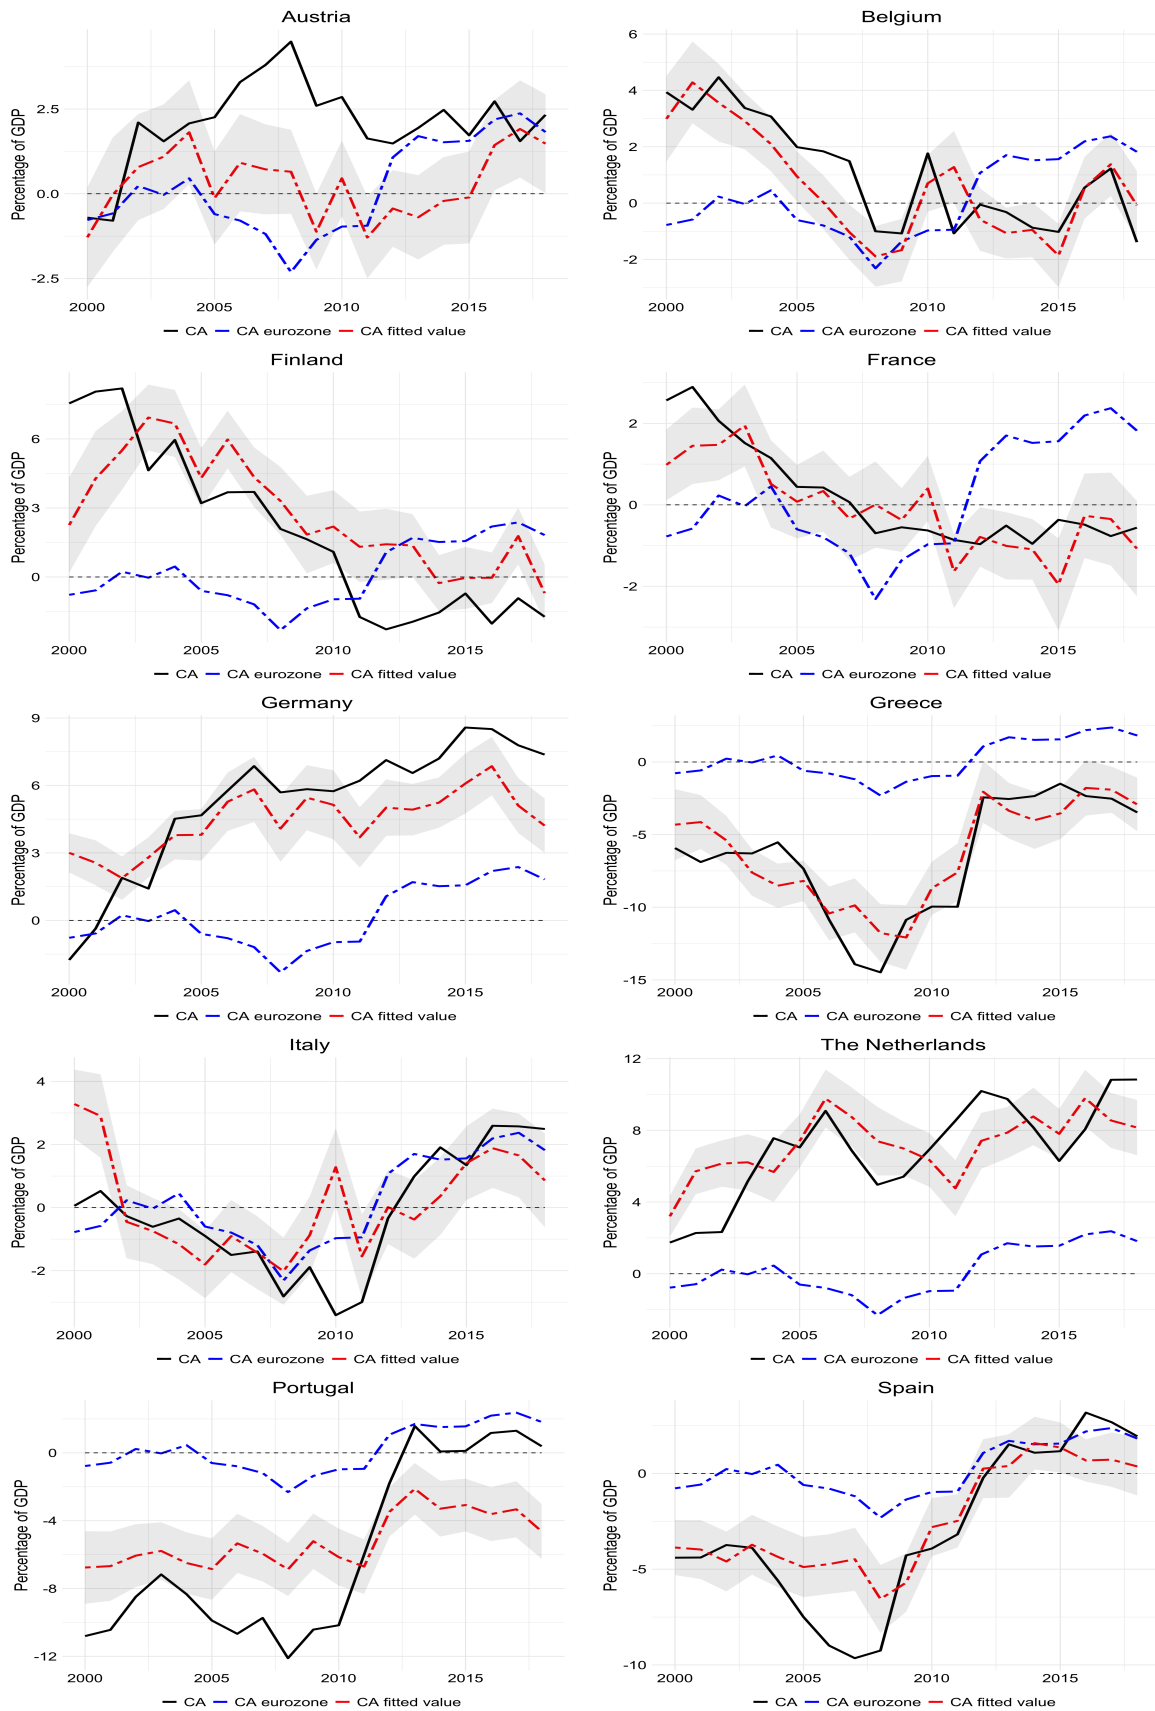 Austria
Percentage of GDP
2.5
0.0
-2.5
2000 2005 2010 2015
CA CA eurozone CA fitted value
Belgium
Percentage of GDP
6
4
2
0
-2
2000 2005 2010 2015
CA CA eurozone CA fitted value
Finland
Percentage of GDP
6
3
0
2000 2005 2010 2015
CA CA eurozone CA fitted value
France
Percentage of GDP
2
0
-2
2000 2005 2010 2015
CA CA eurozone CA fitted value
Germany
Percentage of GDP
9
6
3
0
2000 2005 2010 2015
CA CA eurozone CA fitted value
Greece
Percentage of GDP
0
-5
-10
-15
2000 2005 2010 2015
CA CA eurozone CA fitted value
Italy
Percentage of GDP
4
2
0
-2
2000 2005 2010 2015
CA CA eurozone CA fitted value
The Netherlands
Percentage of GDP
12
8
4
0
2000 2005 2010 2015
CA CA eurozone CA fitted value
Portugal
Percentage of GDP
0
-4
-8
-12
2000 2005 2010 2015
CA CA eurozone CA fitted value
Spain
Percentage of GDP
0
-5
-10
2000 2005 2010 2015
CA CA eurozone CA fitted value